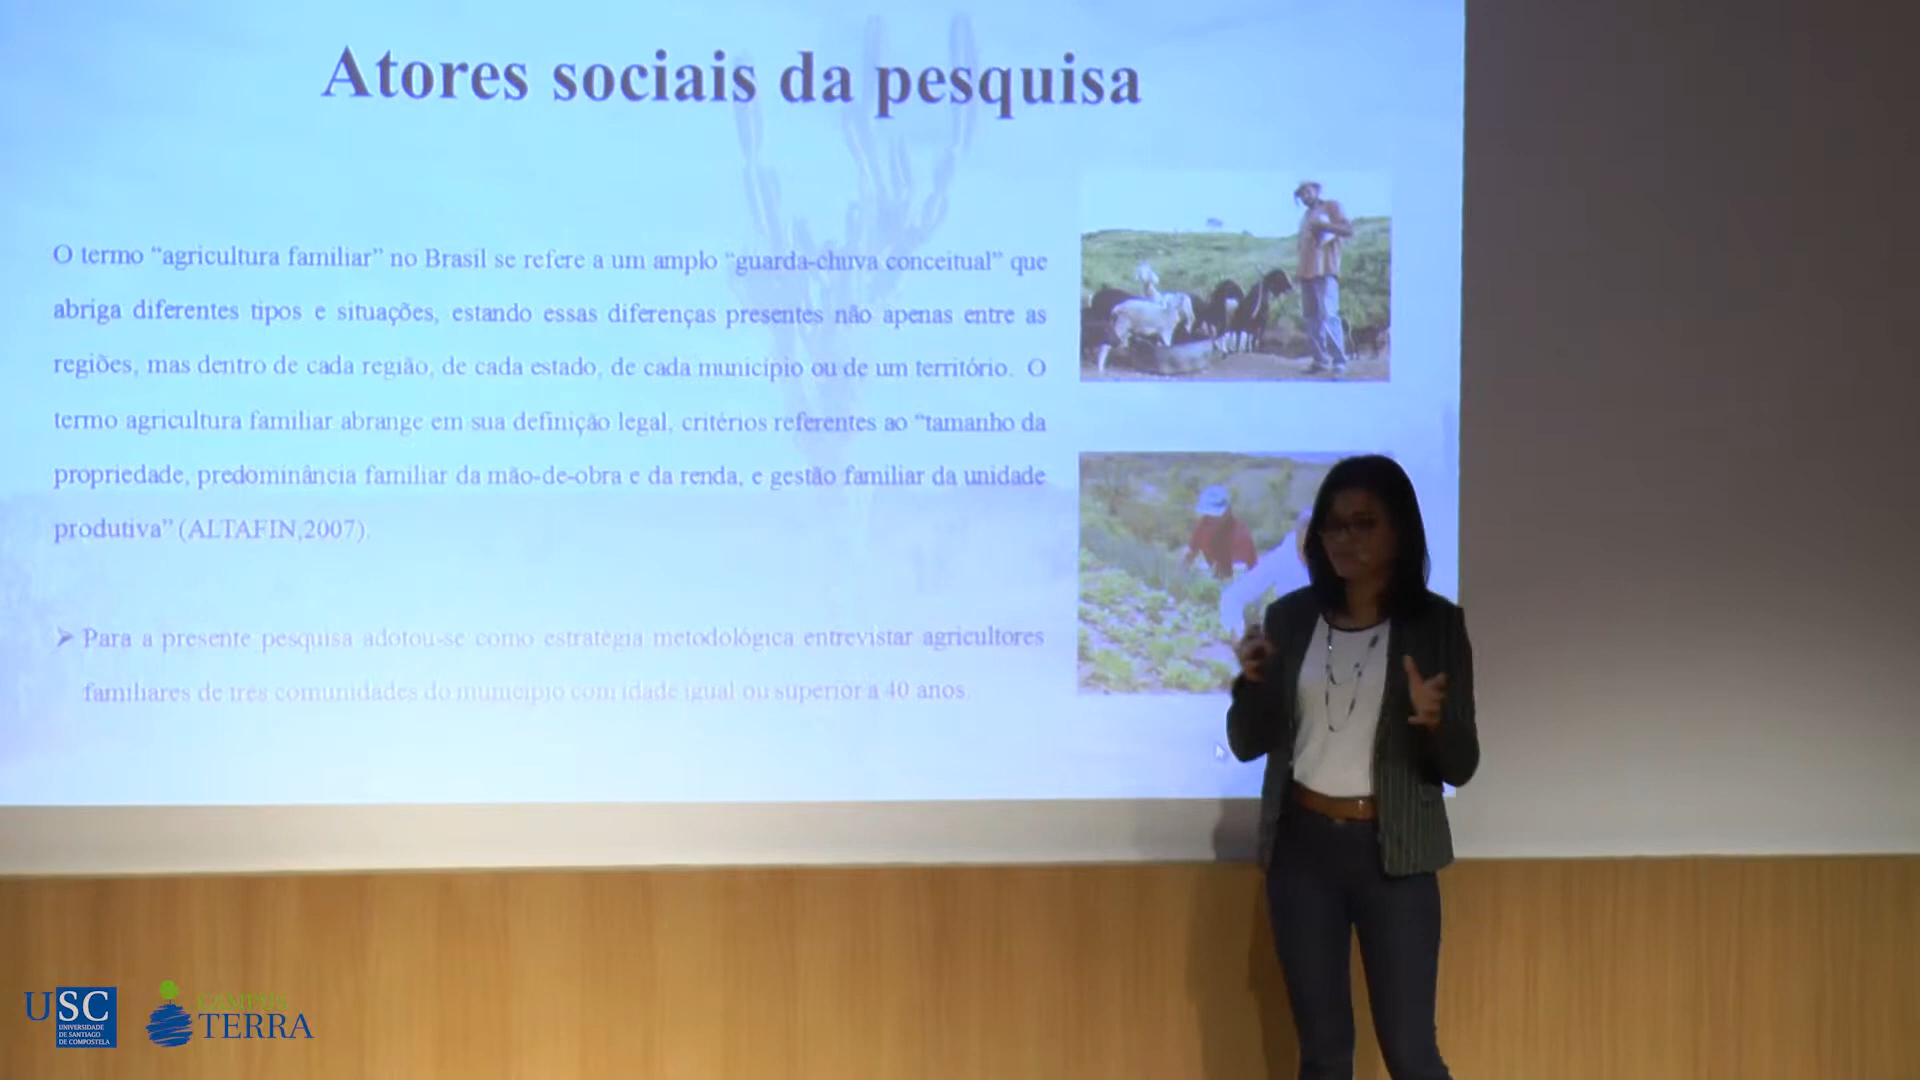 Atores sociais da pesquisa
O termo “agricultura familiar” no Brasil se refere a um amplo “guarda-chuva conceitual” que
abriga diferentes tipos e situações, estando essas diferenças presentes não apenas entre as
regiões, mas dentro de cada região, de cada estado, de cada município ou de um território. O
termo agricultura familiar abrange em sua definição legal, critérios referentes ao “tamanho da
propriedade, predominância familiar da mão-de-obra e da renda, e gestão familiar da unidade
produtiva” (ALTAFIN,2007).
➤ Para a presente pesquisa adotou-se como estratégia metodológica entrevistar agricultores
familiares de três comunidades do município com idade igual ou superior a 40 anos.
USC
UNIVERSIDADE
DE SANTIAGO
DE COMPOSTELA
CAMPUS
TERRA